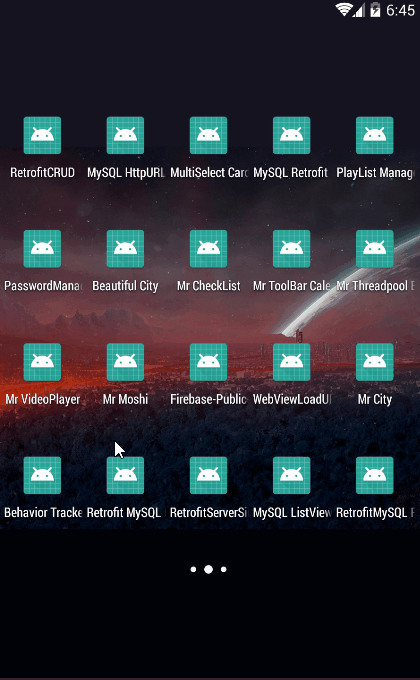 6:45
RetrofitCRUD
MySQL HttpURL
MultiSelect Card
MySQL Retrofit
PlayList Manag
PasswordMana
Beautiful City
Mr CheckList
Mr ToolBar Cale
Mr Threadpool E
Mr VideoPlayer
Mr Moshi
Firebase-Public
WebViewLoadU
Mr City
Behavior Tracke
Retrofit MySQL
RetrofitServerSi
MySQL ListView
RetrofitMySQL F